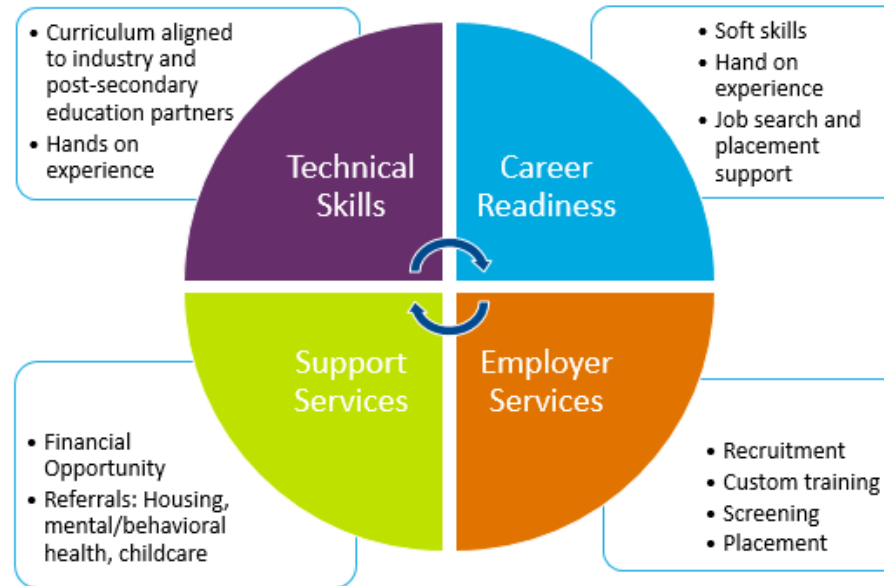 • Curriculum aligned
to industry and
post-secondary
education partners
• Hands on
experience
Technical
Skills
Career
Readiness
• Soft skills
• Hand on
experience
• Job search and
placement
support
Support
Services
Employer
Services
• Financial
Opportunity
• Referrals: Housing,
mental/behavioral
health, childcare
• Recruitment
• Custom training
• Screening
• Placement